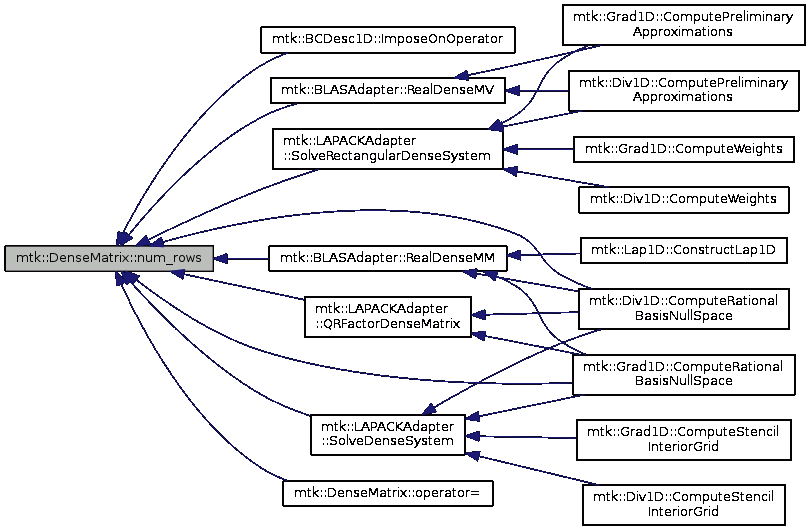 mtk::Grad1D::ComputePreliminary
Approximations
mtk::BCDesc1D::ImposeOnOperator
mtk::BLASAdapter::RealDenseMV
mtk::Div1D::ComputePreliminary
Approximations
mtk::LAPACKAdapter
::SolveRectangularDenseSystem
mtk::Grad1D::ComputeWeights
mtk::Div1D::ComputeWeights
mtk::DenseMatrix::num_rows
mtk::BLASAdapter::RealDenseMM
mtk::Lap1D::ConstructLap1D
mtk::Div1D::ComputeRational
BasisNullSpace
mtk::LAPACKAdapter
::QRFactorDenseMatrix
mtk::Grad1D::ComputeRational
BasisNullSpace
mtk::LAPACKAdapter
::SolveDenseSystem
mtk::Grad1D::ComputeStencil
InteriorGrid
mtk::DenseMatrix::operator=
mtk::Div1D::ComputeStencil
InteriorGrid